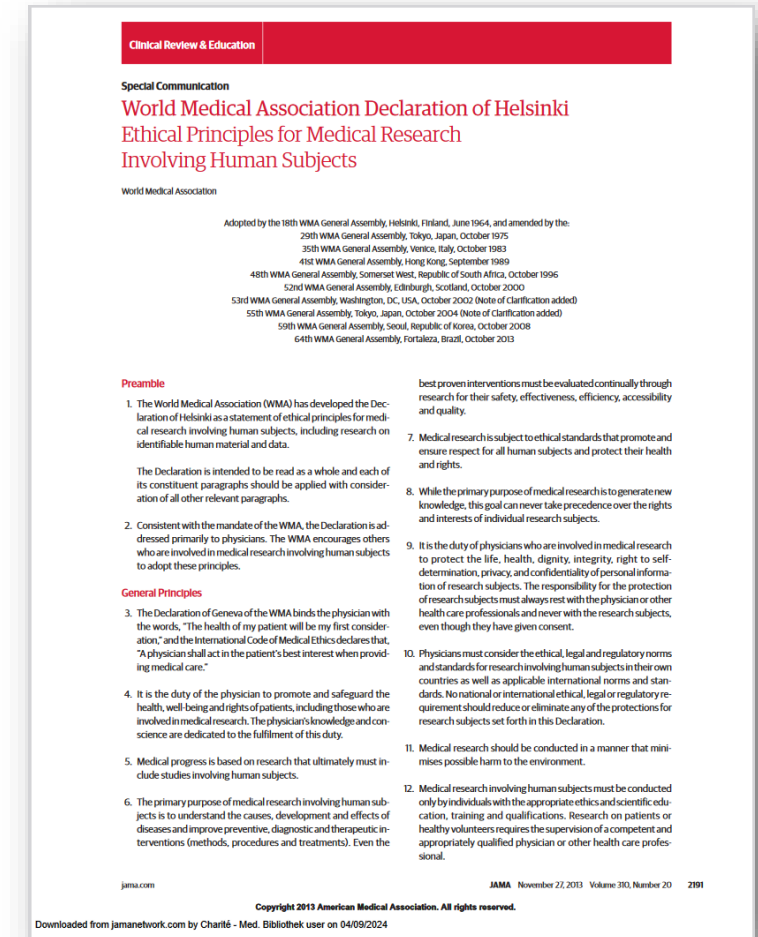 Clinical Review & Education
Special Communication
World Medical Association Declaration of Helsinki
Ethical Principles for Medical Research
Involving Human Subjects
World Medical Association
Adopted by the 18th WMA General Assembly, Helsinki, Finland, June 1964, and amended by the:
29th WMA General Assembly, Tokyo, Japan, October 1975
35th WMA General Assembly, Venice, Italy, October 1983
41st WMA General Assembly, Hong Kong, September 1989
48th WMA General Assembly, Somerset West, Republic of South Africa, October 1996
52nd WMA General Assembly, Edinburgh, Scotland, October 2000
53rd WMA General Assembly, Washington, DC, USA, October 2002 (Note of Clarification added)
55th WMA General Assembly, Tokyo, Japan, October 2004 (Note of Clarification added)
59th WMA General Assembly, Seoul, Republic of Korea, October 2008
64th WMA General Assembly, Fortaleza, Brazil, October 2013
Preamble
1. The World Medical Association (WMA) has developed the Dec-
laration of Helsinki as a statement of ethical principles for medi-
cal research involving human subjects, including research on
identifiable human material and data.
The Declaration is intended to be read as a whole and each of
its constituent paragraphs should be applied with consider-
ation of all other relevant paragraphs.
2. Consistent with the mandate of the WMA, the Declaration is ad-
dressed primarily to physicians. The WMA encourages others
who are involved in medical research involving human subjects
to adopt these principles.
General Principles
3. The Declaration of Geneva of the WMA binds the physician with
the words, "The health of my patient will be my first consider-
ation," and the International Code of Medical Ethics declares that,
"A physician shall act in the patient's best interest when provid-
ing medical care."
4. It is the duty of the physician to promote and safeguard the
health, well-being and rights of patients, including those who are
involved in medical research. The physician's knowledge and con-
science are dedicated to the fulfilment of this duty.
5. Medical progress is based on research that ultimately must in-
clude studies involving human subjects.
6. The primary purpose of medical research involving human sub-
jects is to understand the causes, development and effects of
diseases and improve preventive, diagnostic and therapeutic in-
terventions (methods, procedures and treatments). Even the
best proven interventions must be evaluated continually through
research for their safety, effectiveness, efficiency, accessibility
and quality.
7. Medical research is subject to ethical standards that promote and
ensure respect for all human subjects and protect their health
and rights.
8. While the primary purpose of medical research is to generate new
knowledge, this goal can never take precedence over the rights
and interests of individual research subjects.
9. It is the duty of physicians who are involved in medical research
to protect the life, health, dignity, integrity, right to self-
determination, privacy, and confidentiality of personal informa-
tion of research subjects. The responsibility for the protection
of research subjects must always rest with the physician or other
health care professionals and never with the research subjects,
even though they have given consent.
10. Physicians must consider the ethical, legal and regulatory norms
and standards for research involving human subjects in their own
countries as well as applicable international norms and stan-
dards. No national or international ethical, legal or regulatory re-
quirement should reduce or eliminate any of the protections for
research subjects set forth in this Declaration.
11. Medical research should be conducted in a manner that mini-
mises possible harm to the environment.
12. Medical research involving human subjects must be conducted
only by individuals with the appropriate ethics and scientific edu-
cation, training and qualifications. Research on patients or
healthy volunteers requires the supervision of a competent and
appropriately qualified physician or other health care profes-
sional.
jama.com
JAMA November 27, 2013 Volume 310, Number 20 2191
Copyright 2013 American Medical Association. All rights reserved.
Downloaded from jamanetwork.com by Charité - Med. Bibliothek user on 04/09/2024